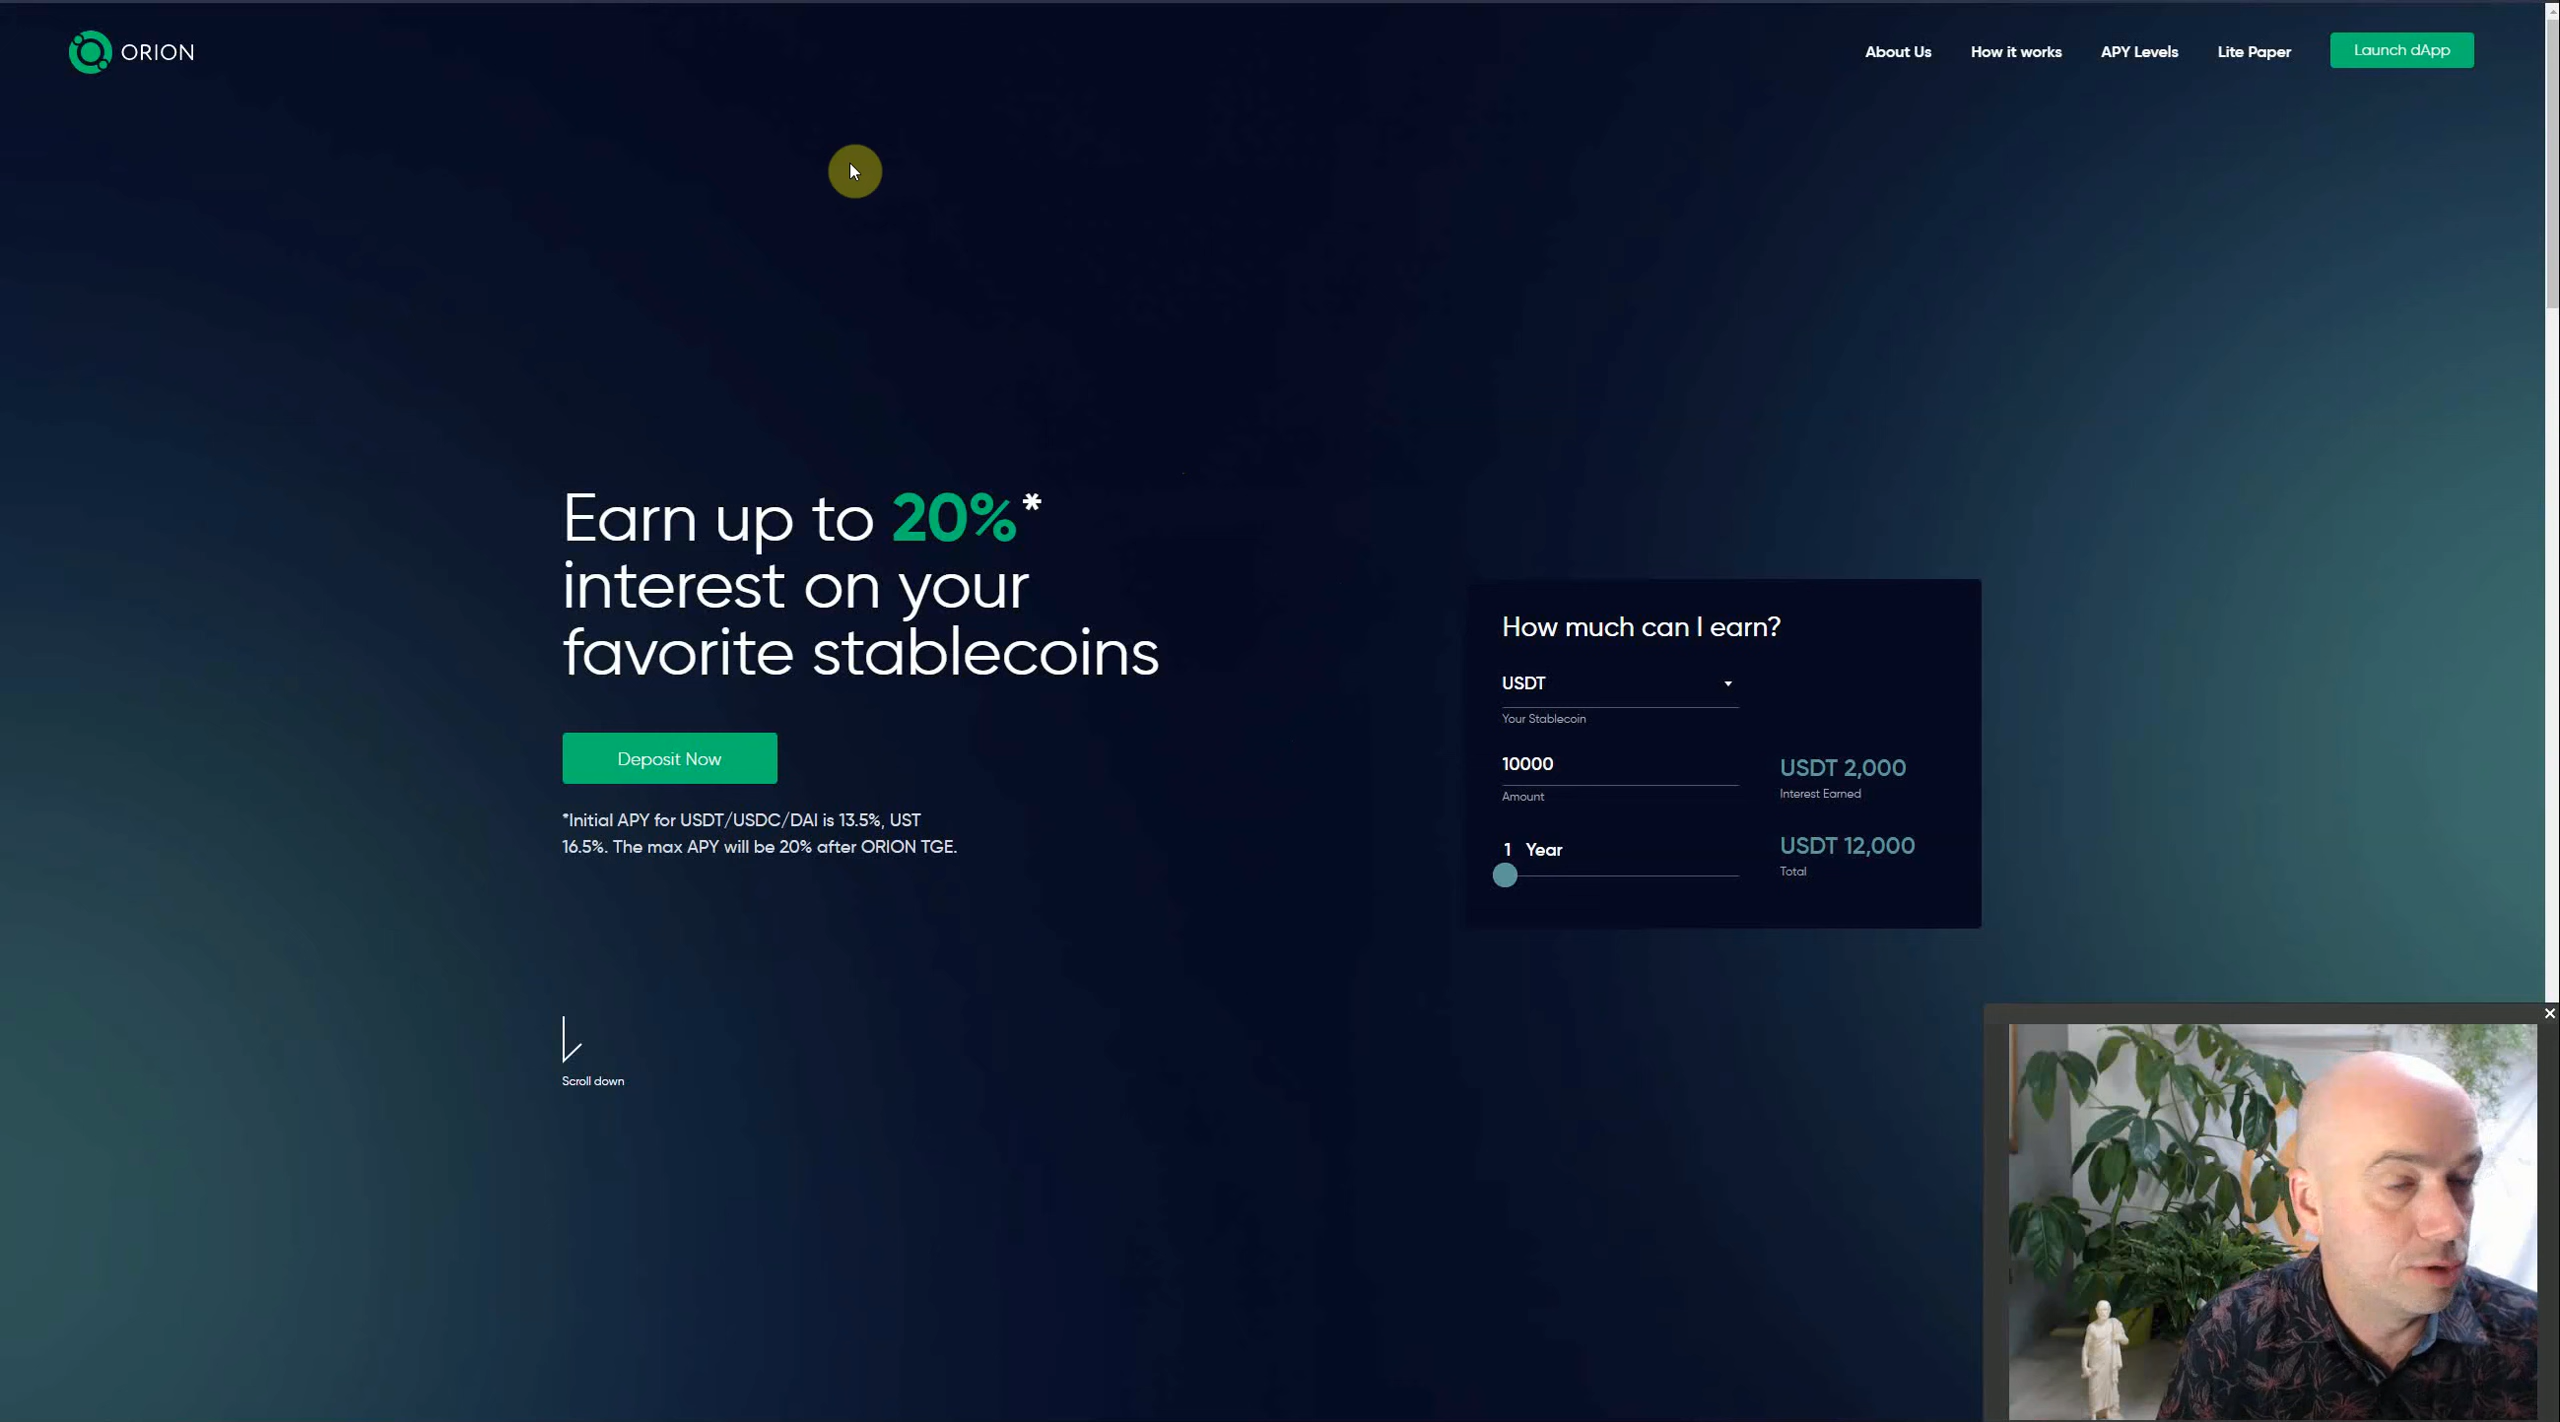 ORION
About Us
How it works
APY Levels
Lite Paper
Launch dApp
Earn up to 20%*
interest on your
favorite stablecoins
Deposit Now
*Initial APY for USDT/USDC/DAI is 13.5%, UST
16.5%. The max APY will be 20% after ORION TGE.
Scroll down
How much can I earn?
USDT
Your Stablecoin
10000
Amount
1 Year
USDT 2,000
Interest Earned
USDT 12,000
Total